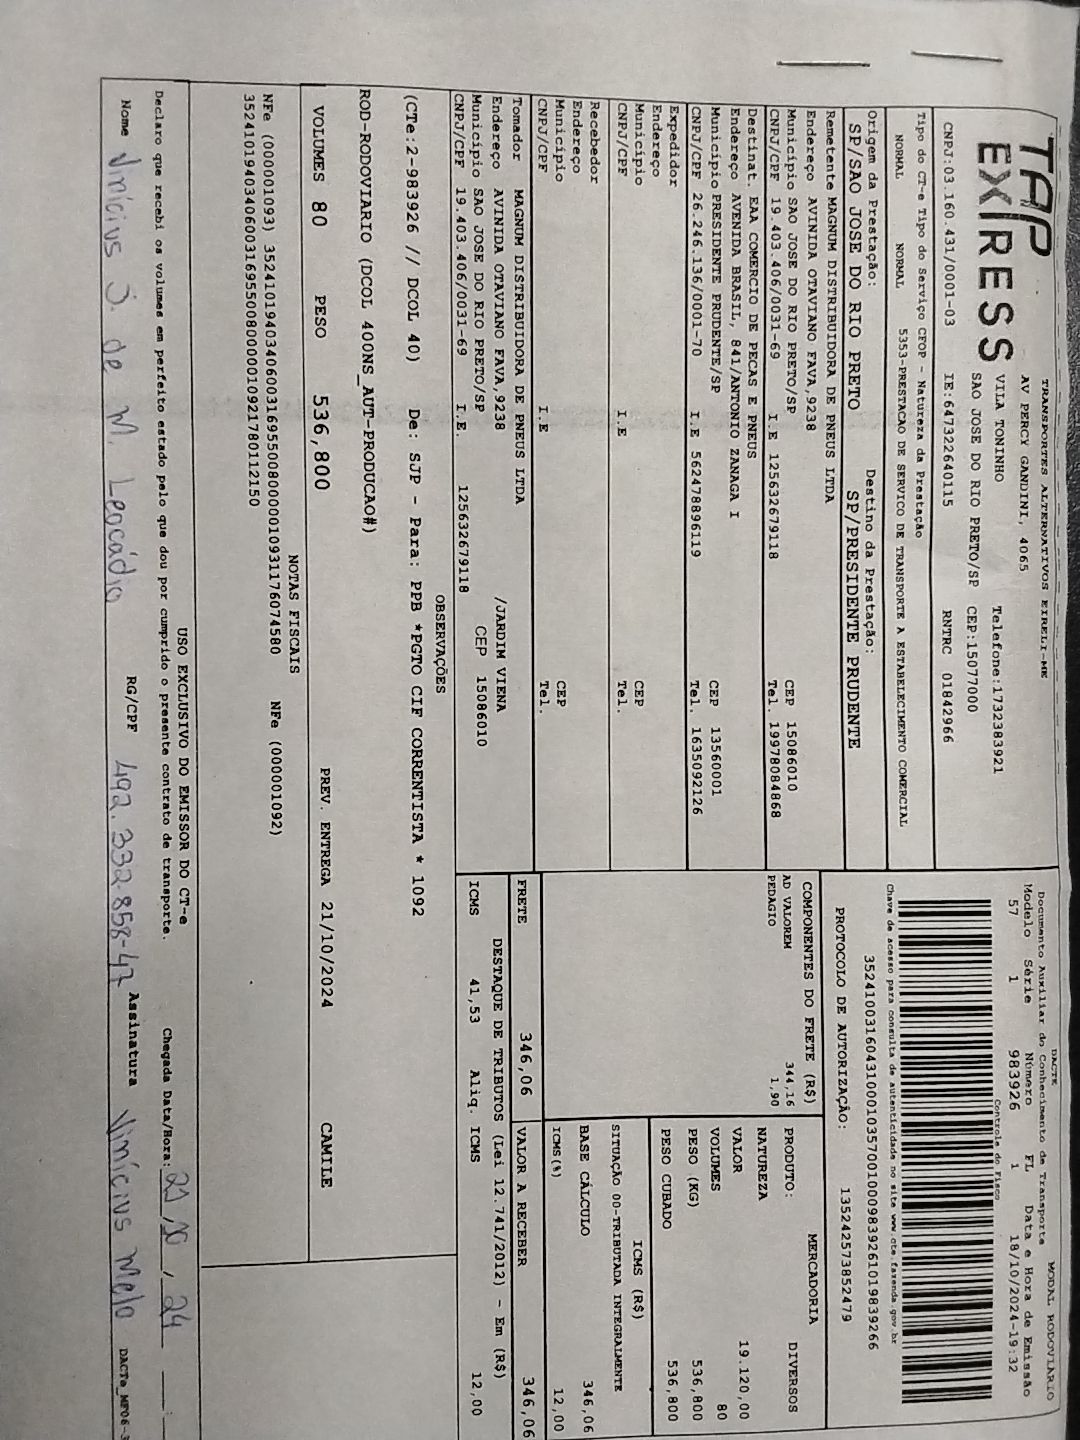 TAP EX/RESS
TRANSPORTES ALTERNATIVOS EIRELI-ME
AV PERCY GANDINI, 4065
VILA TONINHO Telefone:1732383921
SAO JOSE DO RIO PRETO/SP CEP:15077000
CNPJ:03.160.431/0001-03 IE:647322640115 RNTRC 01842966
Tipo do CT-e Tipo do Serviço CFOP - Natureza da Prestação
NORMAL NORMAL 5353-PRESTACAO DE SERVICO DE TRANSPORTE A ESTABELECIMENTO COMERCIAL
Origem da Prestação: Destino da Prestação:
SP/SAO JOSE DO RIO PRETO SP/PRESIDENTE PRUDENTE
Remetente MAGNUM DISTRIBUIDORA DE PNEUS LTDA
Endereço AVINIDA OTAVIANO FAVA,9238
Município SAO JOSE DO RIO PRETO/SP CEP 15086010
CNPJ/CPF 19.403.406/0031-69 I.E 125632679118 Tel. 19978084868
Destinat. EAA COMERCIO DE PECAS E PNEUS
Endereço AVENIDA BRASIL, 841/ANTONIO ZANAGA I
Município PRESIDENTE PRUDENTE/SP CEP 13560001
CNPJ/CPF 26.246.136/0001-70 I.E 562478896119 Tel. 1635092126
Expedidor
Endereço
Município CEP
CNPJ/CPF I.E Tel.
Recebedor
Endereço
Município CEP
CNPJ/CPF I.E Tel.
Tomador MAGNUM DISTRIBUIDORA DE PNEUS LTDA
Endereço AVINIDA OTAVIANO FAVA,9238 /JARDIM VIENA
Município SAO JOSE DO RIO PRETO/SP CEP 15086010
CNPJ/CPF 19.403.406/0031-69 I.E. 125632679118
DACTE MODAL RODOVIARIO
Documento Auxiliar do Conhecimento de Transporte
Modelo Série Número FL Data e Hora de Emissão
57 1 983926 1 18/10/2024-19:32
Controle do Fisco
Chave de acesso para consulta de autenticidade no site www.cte.fazenda.gov.br
35241003160431000103570010009839261019839266
PROTOCOLO DE AUTORIZAÇÃO: 135242573852479
COMPONENTES DO FRETE (R$)
AD VALOREM 344,16
PEDAGIO 1,90
FRETE 346,06
MERCADORIA
PRODUTO: DIVERSOS
NATUREZA
VALOR 19.120,00
VOLUMES 80
PESO (KG) 536,800
PESO CUBADO 536,800
ICMS (R$)
SITUAÇÃO 00-TRIBUTADA INTEGRALMENTE
BASE CÁLCULO 346,06
ICMS(%) 12,00
VALOR A RECEBER 346,06
DESTAQUE DE TRIBUTOS (Lei 12.741/2012) - Em (R$)
ICMS 41,53 Aliq. ICMS 12,00
OBSERVAÇÕES
(CTe:2-983926 // DCOL 40) De: SJP - Para: PPB *PGTO CIF CORRENTISTA * 1092
ROD-RODOVIARIO (DCOL 400NS_AUT-PRODUCAO#)
VOLUMES 80 PESO 536,800 PREV. ENTREGA 21/10/2024 CAMILE
NOTAS FISCAIS
NFe (000001093) 35241019403406003169550080000010931176074580 NFe (000001092)
35241019403406003169550080000010921780112150
USO EXCLUSIVO DO EMISSOR DO CT-e
Declaro que recebi os volumes em perfeito estado pelo que dou por cumprido o presente contrato de transporte. Chegada Data/Hora: 21/10/24 __:__
Nome Vinícius J. de M. Leocádio RG/CPF 492.332.858-47 Assinatura Vinícius Melo DACTe_MP06-3